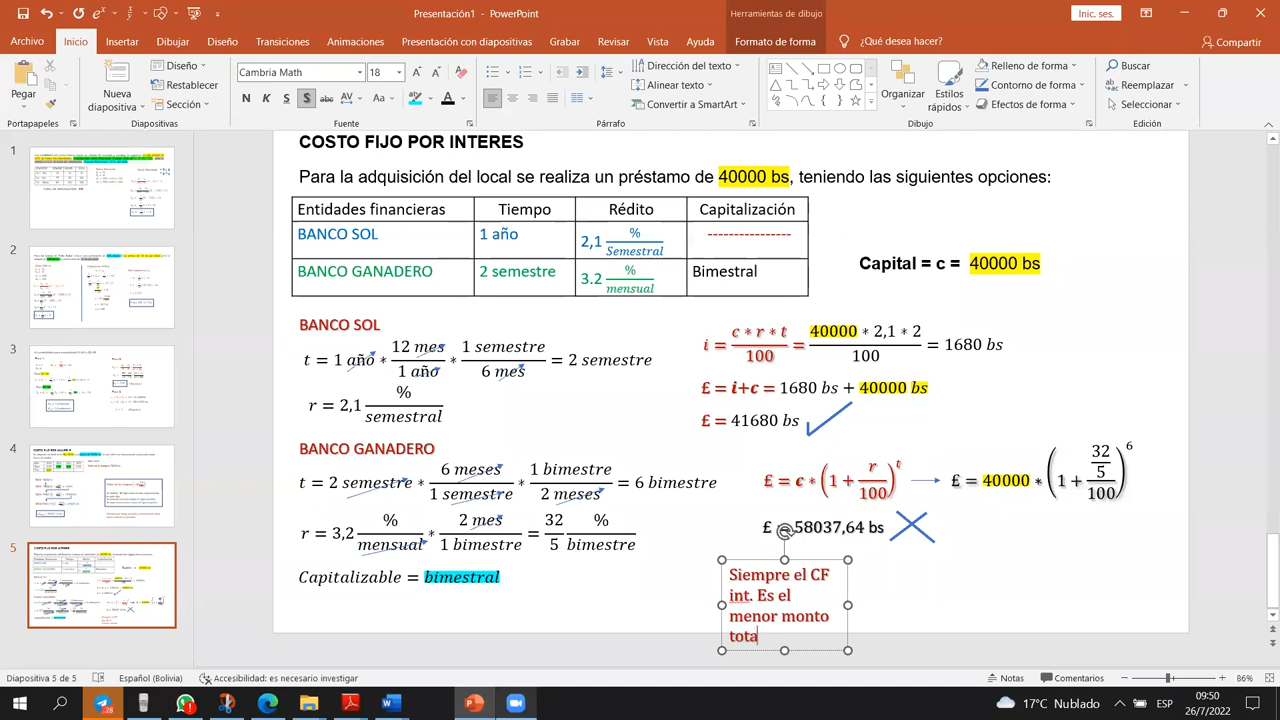 5 - PowerPoint
Herramientas de dibujo
Inic. ses.
Archivo Inicio Insertar Dibujar Diseño Transiciones Animaciones Presentación con diapositivas Grabar Revisar Vista Ayuda Formato de forma ¿Qué desea hacer? Compartir
Pegar
Nueva diapositiva
Diseño
Restablecer
Sección
Cambria Math 18
N K S S abc AV Aa
Dirección del texto
Alinear texto
Convertir a SmartArt
Organizar
Estilos rápidos
Relleno de forma
Contorno de forma
Efectos de forma
Buscar
Reemplazar
Seleccionar
Portapapeles Diapositivas Fuente Párrafo Dibujo Edición
1
2
3
4
5
COSTO FIJO POR INTERES
Para la adquisición del local se realiza un préstamo de 40000 bs, teniendo las siguientes opciones:
Entidades financieras Tiempo Rédito Capitalización
BANCO SOL 1 año 2,1 %/Semestral ----------------
BANCO GANADERO 2 semestre 3.2 %/mensual Bimestral
Capital = c = 40000 bs
BANCO SOL
t = 1 año * 12 mes/1 año * 1 semestre/6 mes = 2 semestre
r = 2,1 %/semestral
i = c * r * t/100 = 40000 * 2,1 * 2/100 = 1680 bs
£ = i+c = 1680 bs + 40000 bs
£ = 41680 bs
BANCO GANADERO
t = 2 semestre * 6 meses/1 semestre * 1 bimestre/2 meses = 6 bimestre
r = 3,2 %/mensual * 2 mes/1 bimestre = 32/5 %/bimestre
Capitalizable = bimestral
£ = c * (1 + r/100)^t
£ = 40000 * (1 + 32/5/100)^6
£ = 58037,64 bs
Siempre el CF
int. Es el
menor monto
tota
Diapositiva 5 de 5 Español (Bolivia) Accesibilidad: es necesario investigar Notas Comentarios 86%
28
17°C Nublado ESP
09:50
26/7/2022